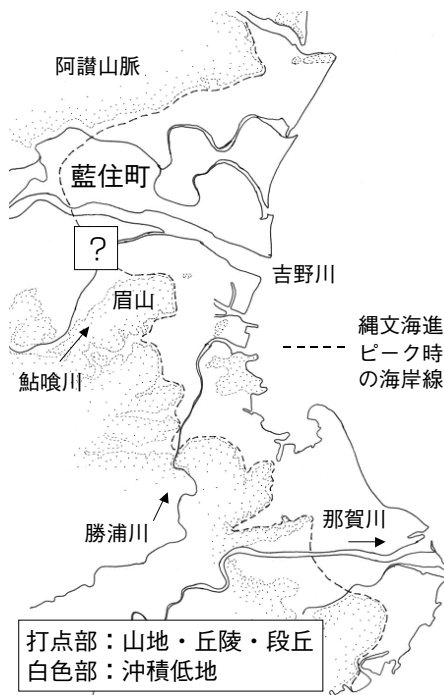 阿讃山脈
藍住町
?
吉野川
眉山
縄文海進
ピーク時
の海岸線
鮎喰川
勝浦川
那賀川
打点部：山地・丘陵・段丘
白色部：沖積低地